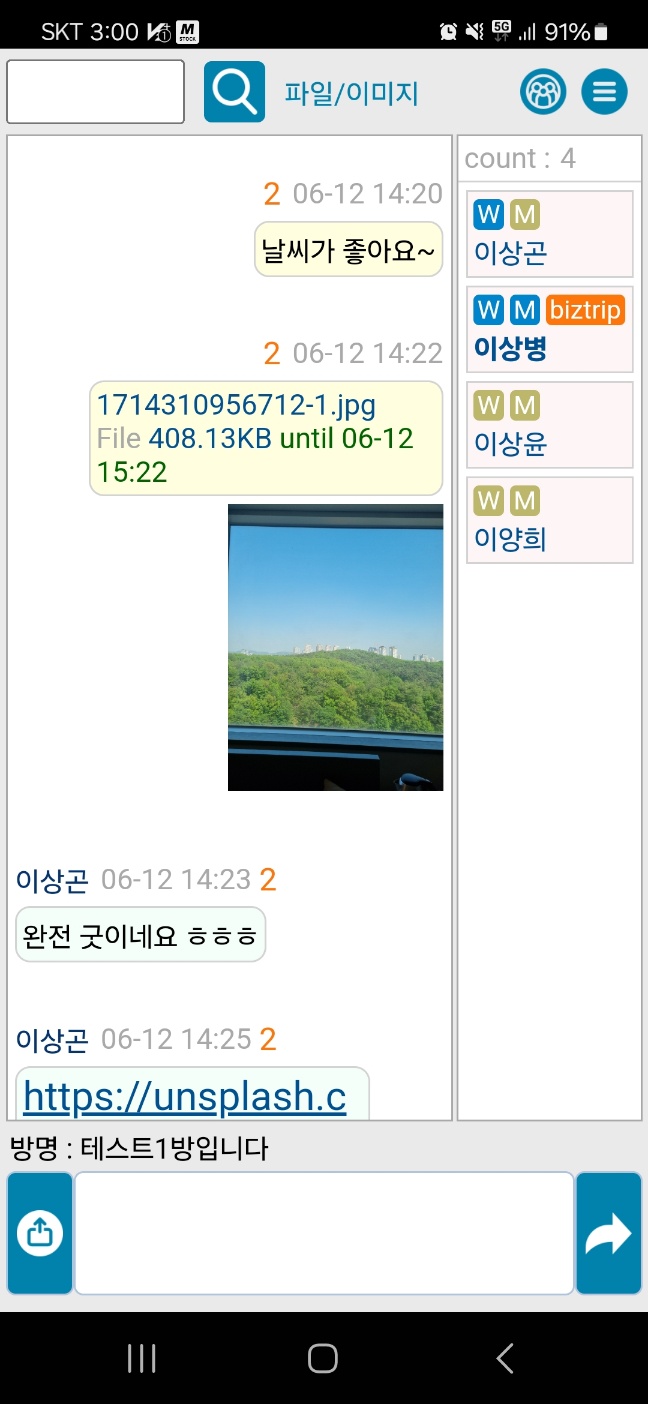 SKT 3:00 M STOCK 5G 91%
파일/이미지
2 06-12 14:20
날씨가 좋아요~
2 06-12 14:22
1714310956712-1.jpg
File 408.13KB until 06-12
15:22
이상곤 06-12 14:23 2
완전 굿이네요 ㅎㅎㅎ
이상곤 06-12 14:25 2
https://unsplash.c
count : 4
W M
이상곤
W M biztrip
이상병
W M
이상윤
W M
이양희
방명 : 테스트1방입니다